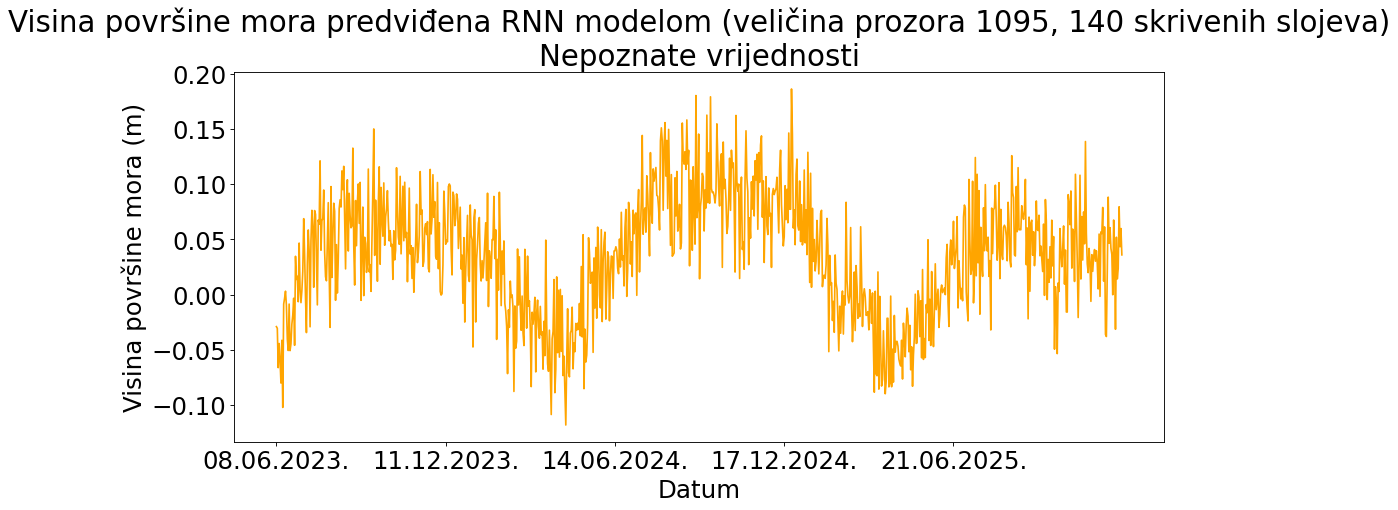 Visina površine mora predviđena RNN modelom (veličina prozora 1095, 140 skrivenih slojeva)
Nepoznate vrijednosti
Visina površine mora (m)
0.20
0.15
0.10
0.05
0.00
−0.05
−0.10
08.06.2023. 11.12.2023. 14.06.2024. 17.12.2024. 21.06.2025.
Datum